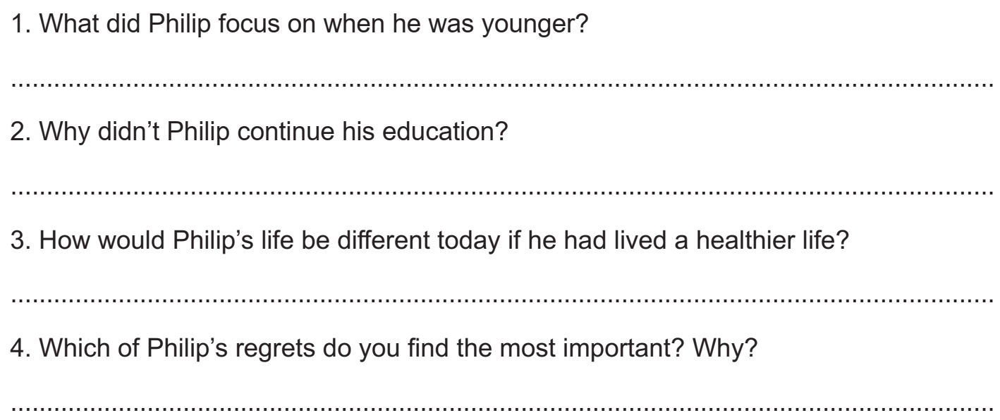 1. What did Philip focus on when he was younger?
....................................................................................................................................
2. Why didn’t Philip continue his education?
....................................................................................................................................
3. How would Philip’s life be different today if he had lived a healthier life?
....................................................................................................................................
4. Which of Philip’s regrets do you find the most important? Why?
....................................................................................................................................